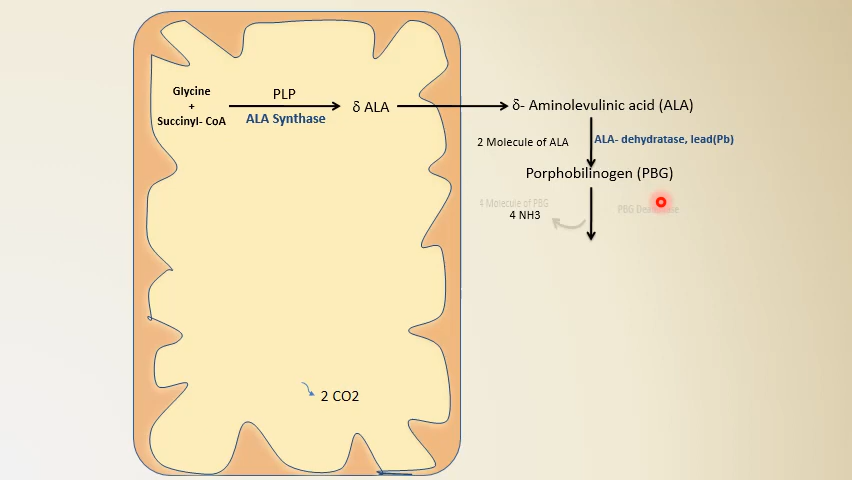 Glycine
+
Succinyl- CoA
PLP
ALA Synthase
δ ALA
δ- Aminolevulinic acid (ALA)
2 Molecule of ALA
ALA- dehydratase, lead(Pb)
Porphobilinogen (PBG)
4 Molecule of PBG
4 NH3
PBG
2 CO2